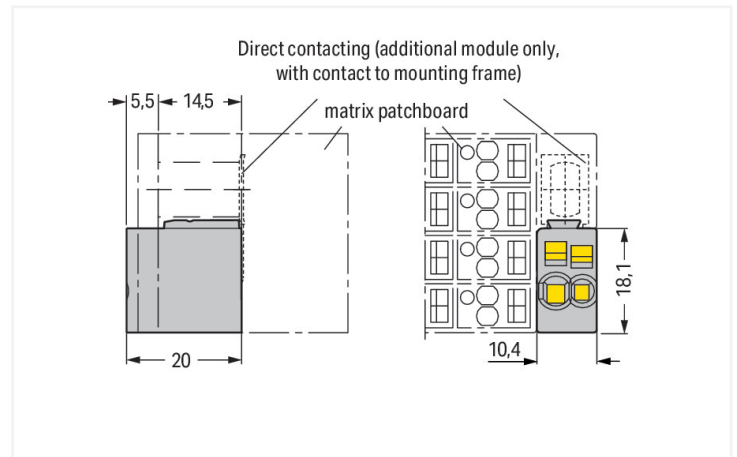 Direct contacting (additional module only,
with contact to mounting frame)
5,5
14,5
matrix patchboard
18,1
20
10,4